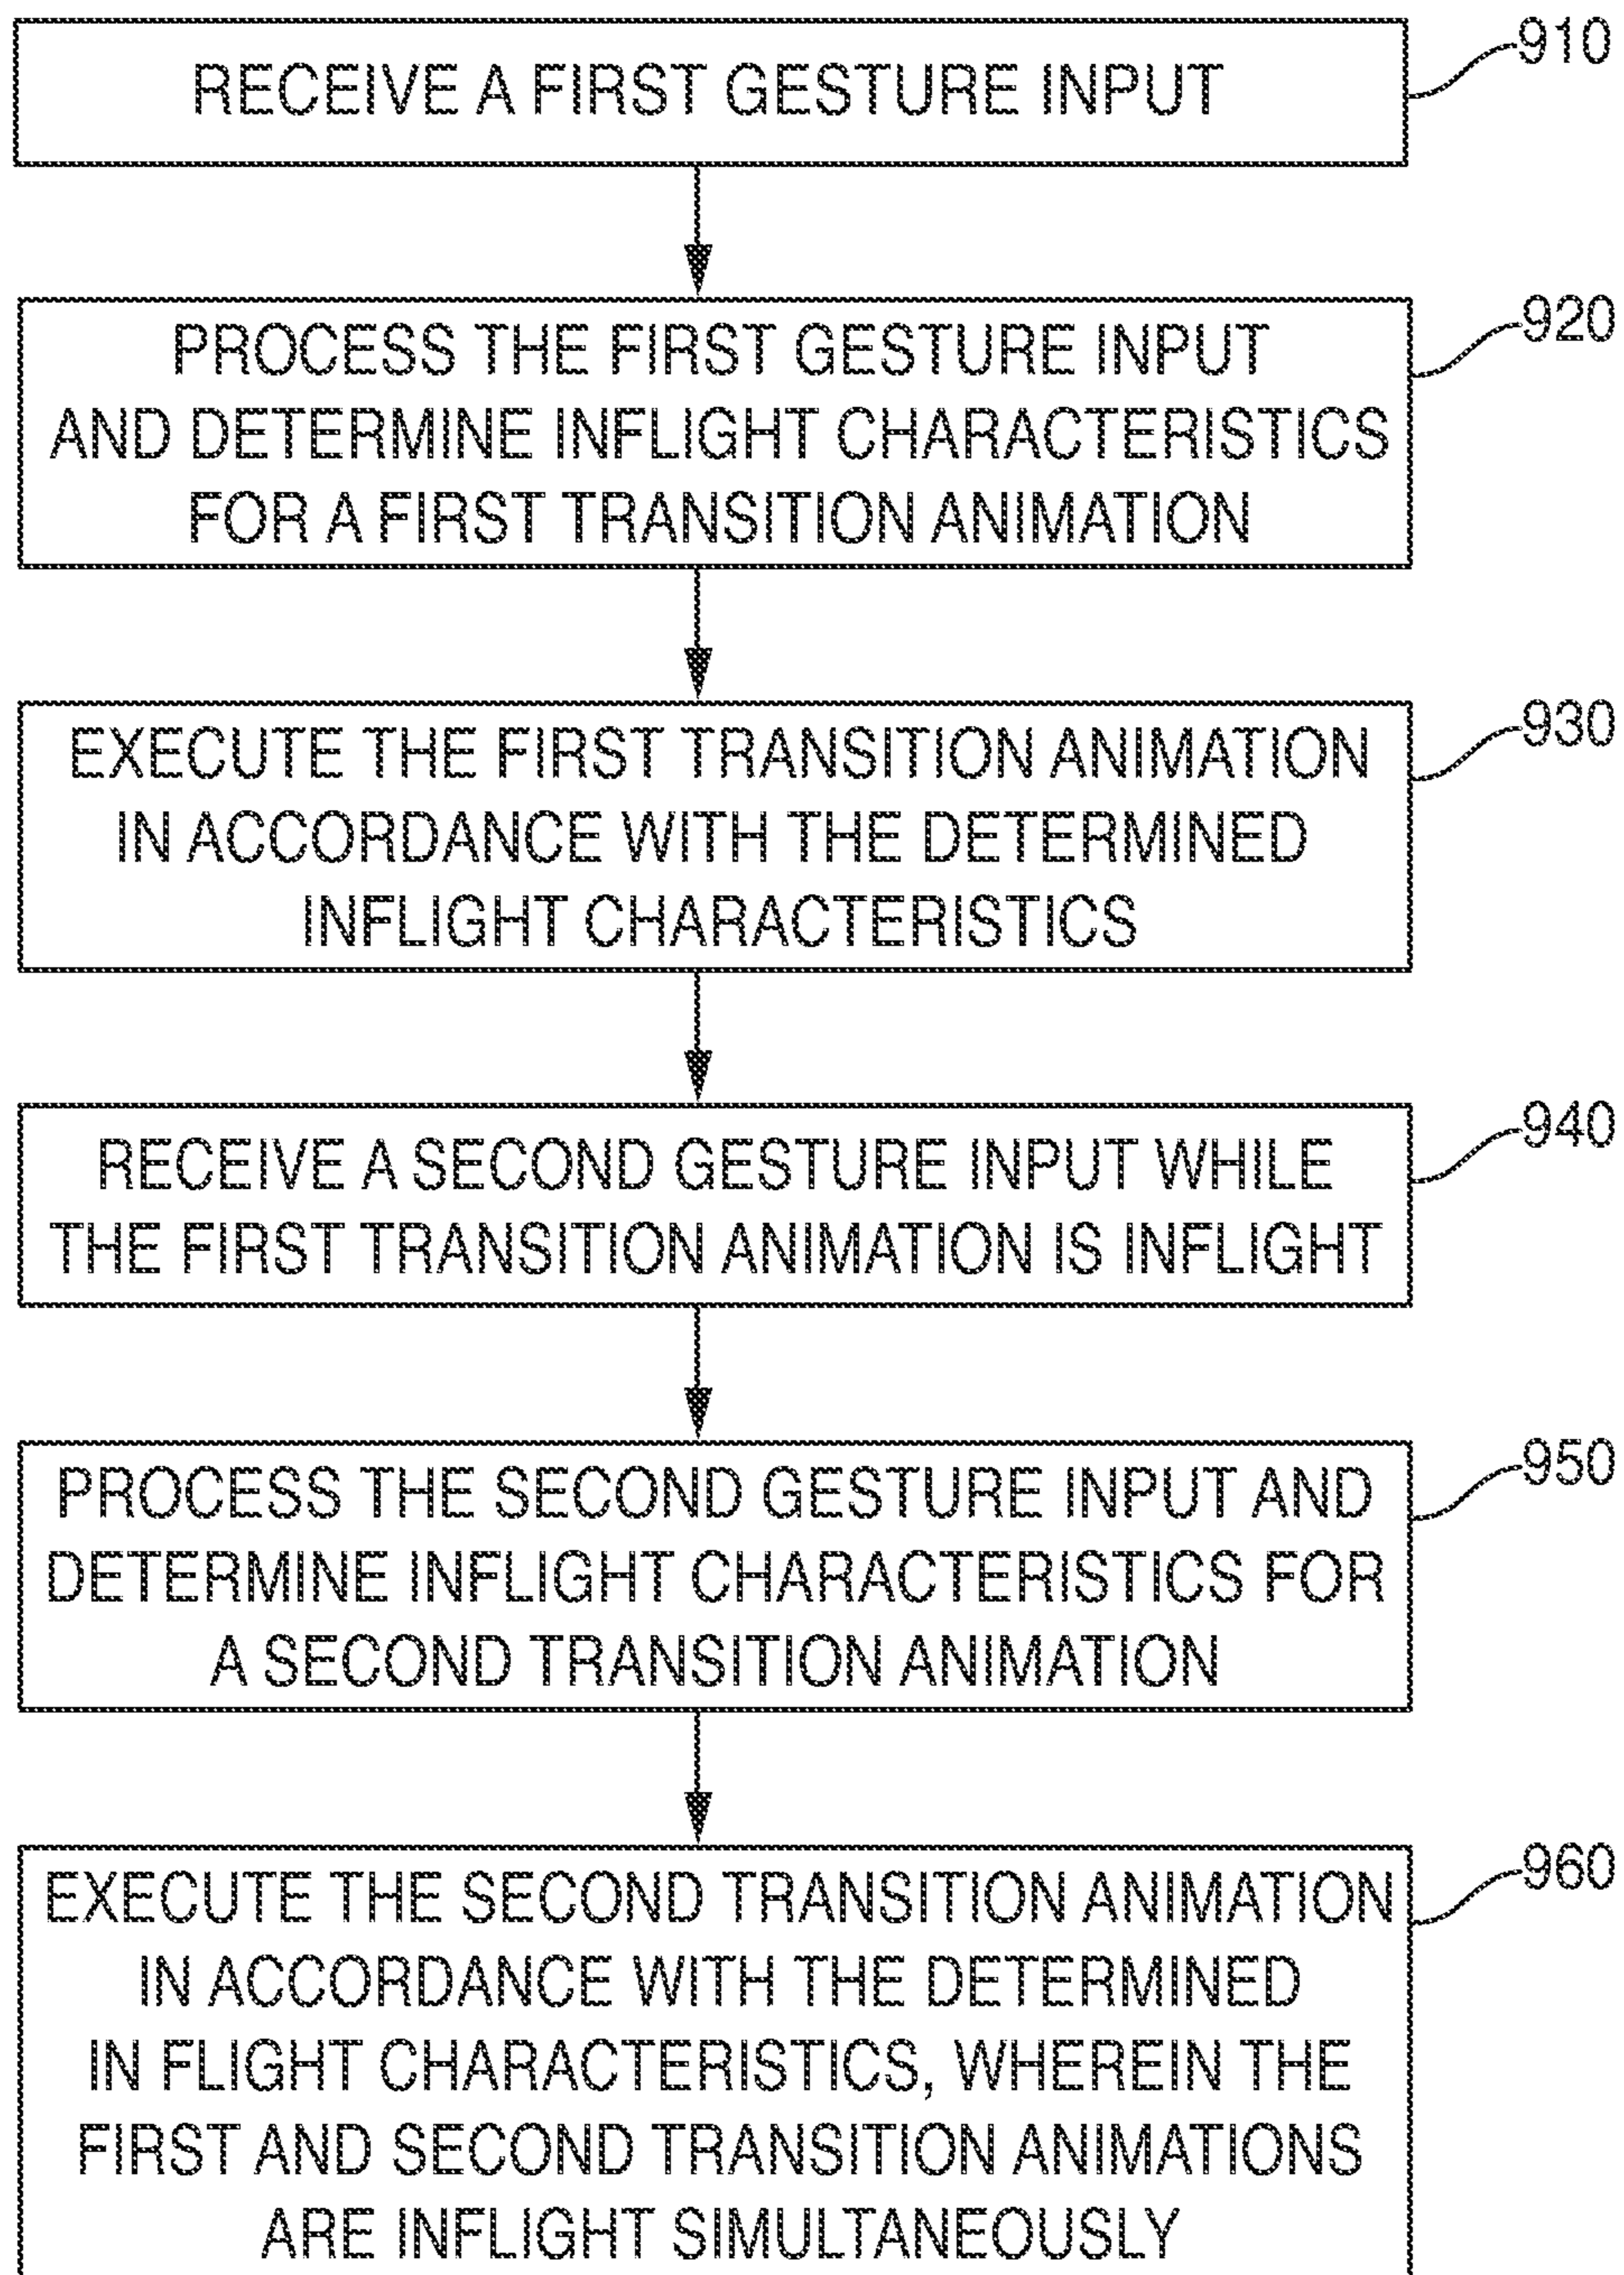 910
RECEIVE A FIRST GESTURE INPUT
920
PROCESS THE FIRST GESTURE INPUT
AND DETERMINE INFLIGHT CHARACTERISTICS
FOR A FIRST TRANSITION ANIMATION
930
EXECUTE THE FIRST TRANSITION ANIMATION
IN ACCORDANCE WITH THE DETERMINED
INFLIGHT CHARACTERISTICS
940
RECEIVE A SECOND GESTURE INPUT WHILE
THE FIRST TRANSITION ANIMATION IS INFLIGHT
950
PROCESS THE SECOND GESTURE INPUT AND
DETERMINE INFLIGHT CHARACTERISTICS FOR
A SECOND TRANSITION ANIMATION
960
EXECUTE THE SECOND TRANSITION ANIMATION
IN ACCORDANCE WITH THE DETERMINED
IN FLIGHT CHARACTERISTICS, WHEREIN THE
FIRST AND SECOND TRANSITION ANIMATIONS
ARE INFLIGHT SIMULTANEOUSLY